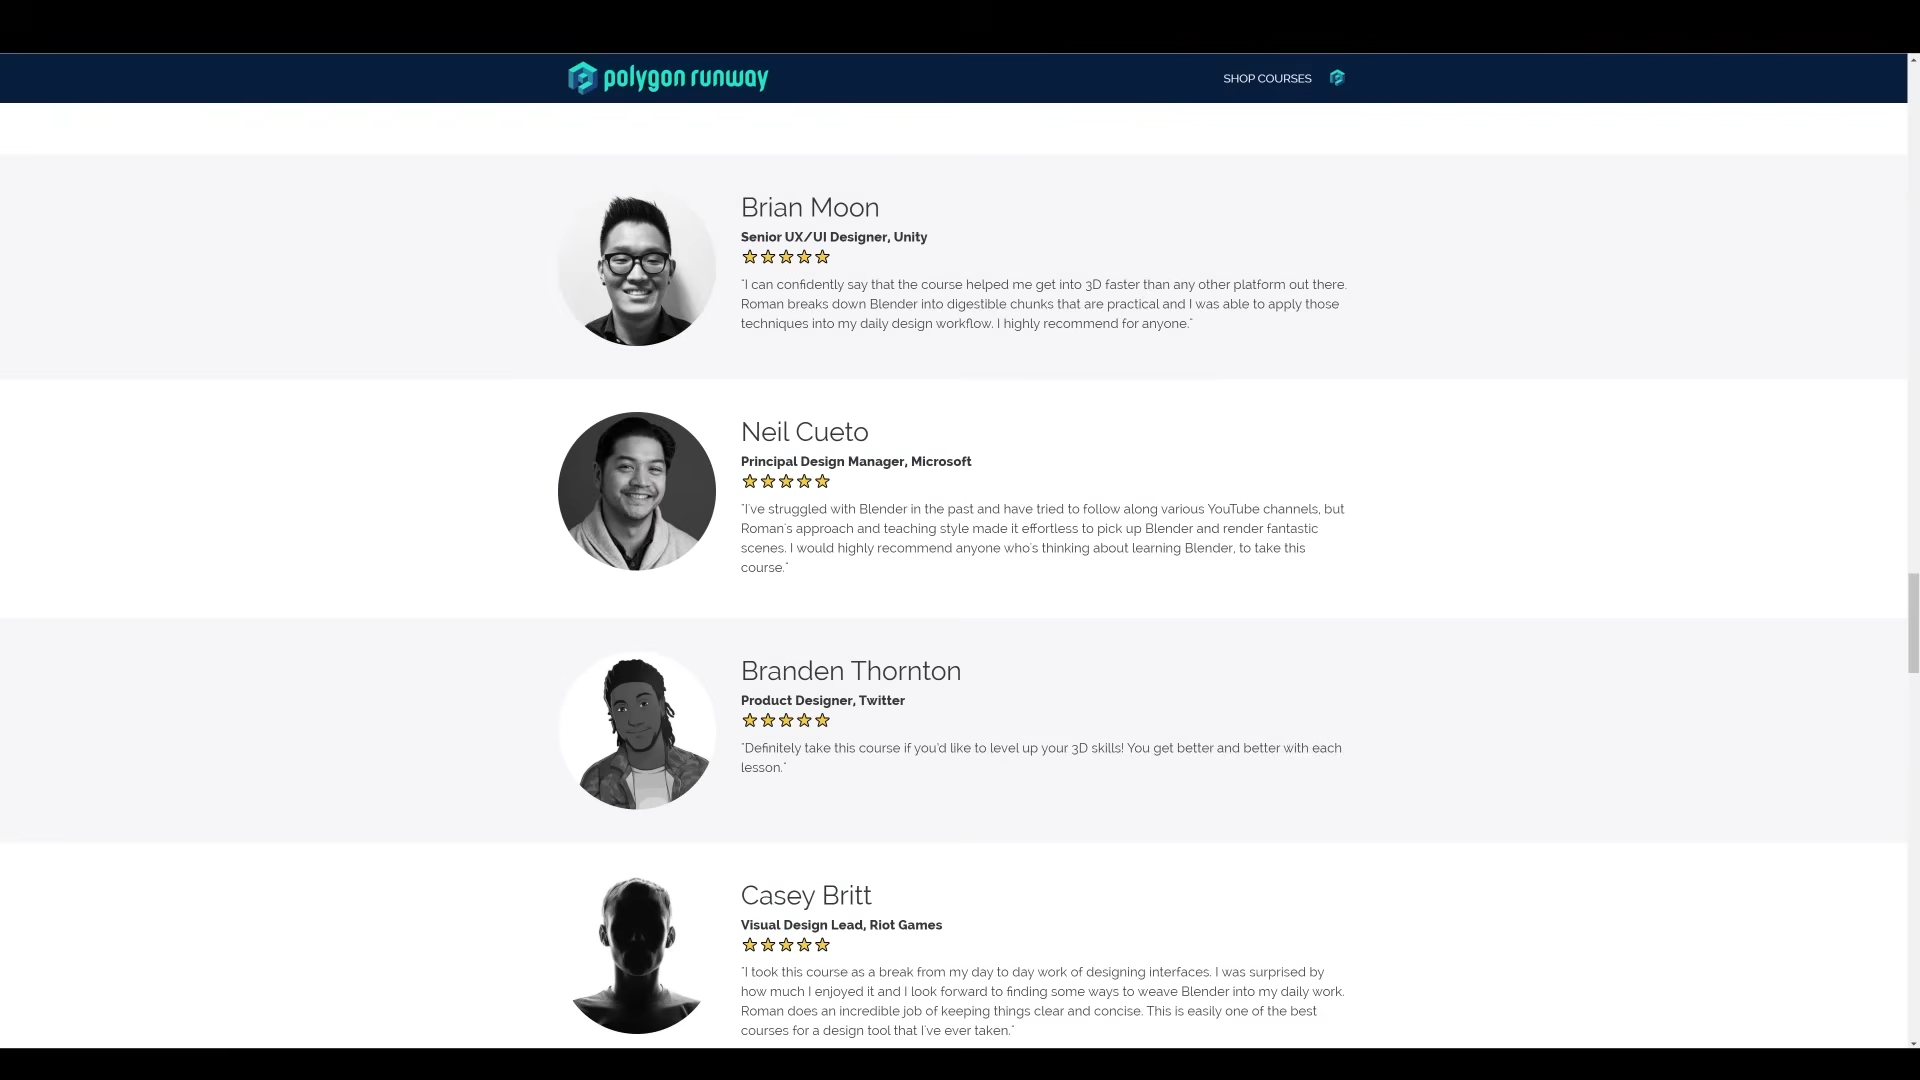 polygon runway
SHOP COURSES
Brian Moon
Senior UX/UI Designer, Unity
"I can confidently say that the course helped me get into 3D faster than any other platform out there.
Roman breaks down Blender into digestible chunks that are practical and I was able to apply those
techniques into my daily design workflow. I highly recommend for anyone."
Neil Cueto
Principal Design Manager, Microsoft
"I've struggled with Blender in the past and have tried to follow along various YouTube channels, but
Roman's approach and teaching style made it effortless to pick up Blender and render fantastic
scenes. I would highly recommend anyone who's thinking about learning Blender, to take this
course."
Branden Thornton
Product Designer, Twitter
"Definitely take this course if you'd like to level up your 3D skills! You get better and better with each
lesson."
Casey Britt
Visual Design Lead, Riot Games
"I took this course as a break from my day to day work of designing interfaces. I was surprised by
how much I enjoyed it and I look forward to finding some ways to weave Blender into my daily work.
Roman does an incredible job of keeping things clear and concise. This is easily one of the best
courses for a design tool that I've ever taken."